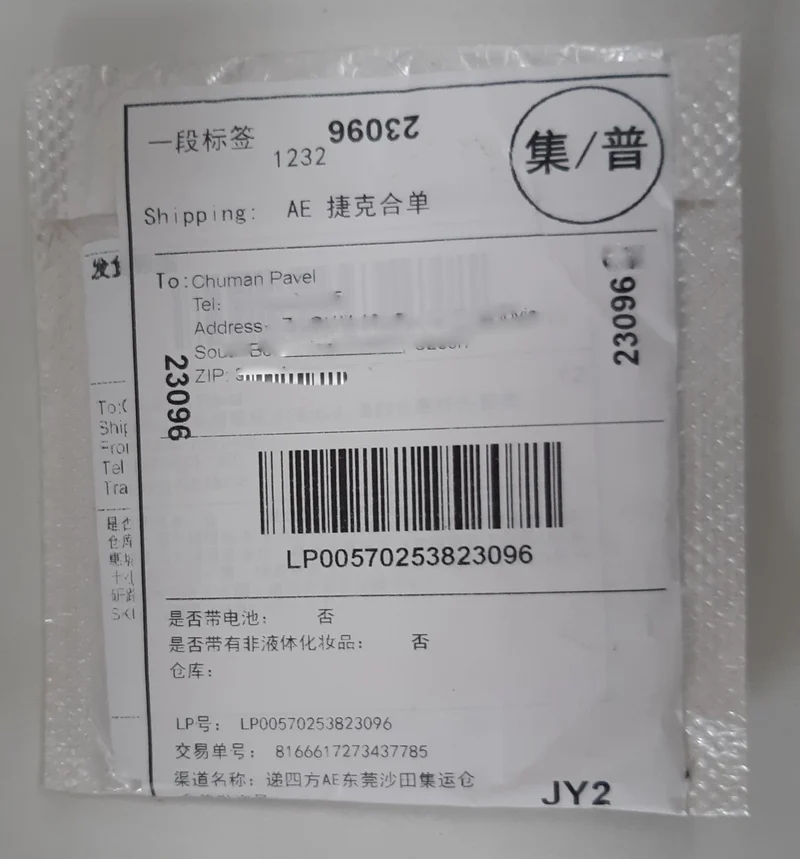 一段标签
23096
1232
集/普
Shipping: AE 捷克合单
To:Chuman Pavel
Tel:
Address
ZIP:
23096
23096
LP00570253823096
是否带电池: 否
是否带有非液体化妆品: 否
仓库:
LP号: LP00570253823096
交易单号: 8166617273437785
渠道名称: 递四方AE东莞沙田集运仓
JY2
To:
Tel
Tra